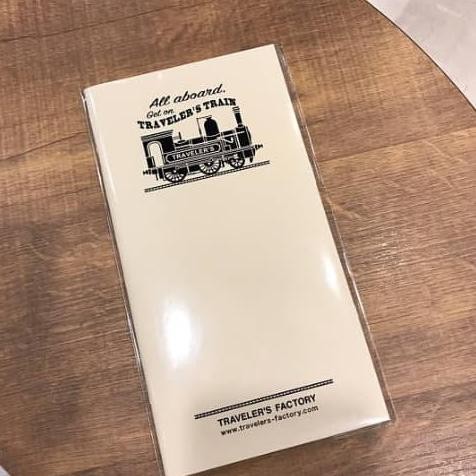 All aboard.
Get on
TRAVELER'S TRAIN
TRAVELER'S
TRAVELER'S FACTORY
www.travelers-factory.com